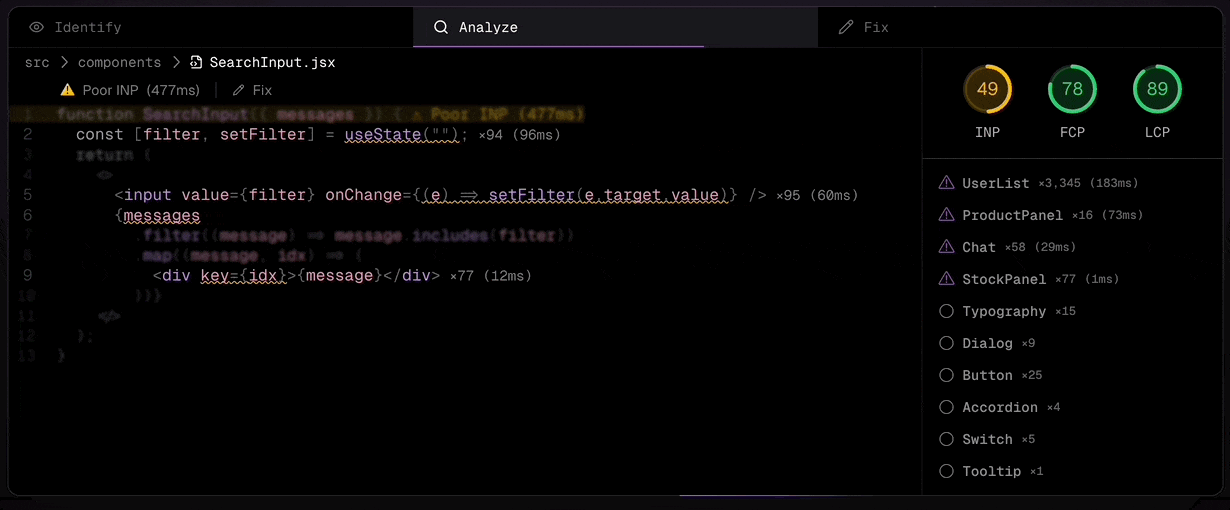 Identify
Analyze
Fix
src > components > SearchInput.jsx
Poor INP (477ms) | Fix
1 function SearchInput({ messages }) { ⚠ Poor INP (477ms)
2 const [filter, setFilter] = useState(""); ×94 (96ms)
3 return (
4 <>
5 <input value={filter} onChange={(e) => setFilter(e.target.value)} /> ×95 (60ms)
6 {messages
7 .filter((message) => message.includes(filter))
8 .map((message, idx) => (
9 <div key={idx}>{message}</div> ×77 (12ms)
10 ))}
11 </>
12 );
13 }
49
INP
78
FCP
89
LCP
UserList ×3,345 (183ms)
ProductPanel ×16 (73ms)
Chat ×58 (29ms)
StockPanel ×77 (1ms)
Typography ×15
Dialog ×9
Button ×25
Accordion ×4
Switch ×5
Tooltip ×1